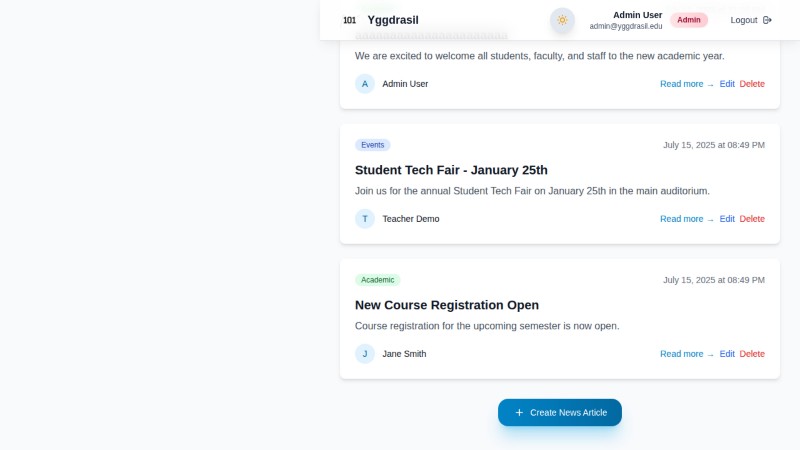 101 Yggdrasil
Admin User
admin@yggdrasil.edu
Admin
Logout
We are excited to welcome all students, faculty, and staff to the new academic year.
A Admin User Read more → Edit Delete
Events July 15, 2025 at 08:49 PM
Student Tech Fair - January 25th
Join us for the annual Student Tech Fair on January 25th in the main auditorium.
T Teacher Demo Read more → Edit Delete
Academic July 15, 2025 at 08:49 PM
New Course Registration Open
Course registration for the upcoming semester is now open.
J Jane Smith Read more → Edit Delete
+ Create News Article